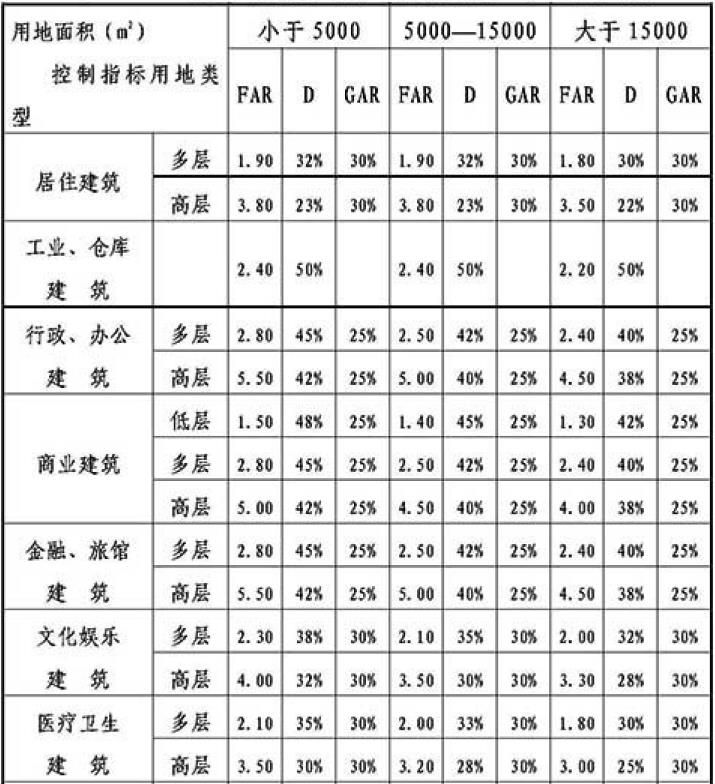 用地面积(m²) 小于5000 5000—15000 大于15000
控制指标用地类型 FAR D GAR FAR D GAR FAR D GAR
居住建筑 多层 1.90 32% 30% 1.90 32% 30% 1.80 30% 30%
高层 3.80 23% 30% 3.80 23% 30% 3.50 22% 30%
工业、仓库建筑 2.40 50% 2.40 50% 2.20 50%
行政、办公建筑 多层 2.80 45% 25% 2.50 42% 25% 2.40 40% 25%
高层 5.50 42% 25% 5.00 40% 25% 4.50 38% 25%
商业建筑 低层 1.50 48% 25% 1.40 45% 25% 1.30 42% 25%
多层 2.80 45% 25% 2.50 42% 25% 2.40 40% 25%
高层 5.00 42% 25% 4.50 40% 25% 4.00 38% 25%
金融、旅馆建筑 多层 2.80 45% 25% 2.50 42% 25% 2.40 40% 25%
高层 5.50 42% 25% 5.00 40% 25% 4.50 38% 25%
文化娱乐建筑 多层 2.30 38% 30% 2.10 35% 30% 2.00 32% 30%
高层 4.00 32% 30% 3.50 30% 30% 3.30 28% 30%
医疗卫生建筑 多层 2.10 35% 30% 2.00 33% 30% 1.80 30% 30%
高层 3.50 30% 30% 3.20 28% 30% 3.00 25% 30%